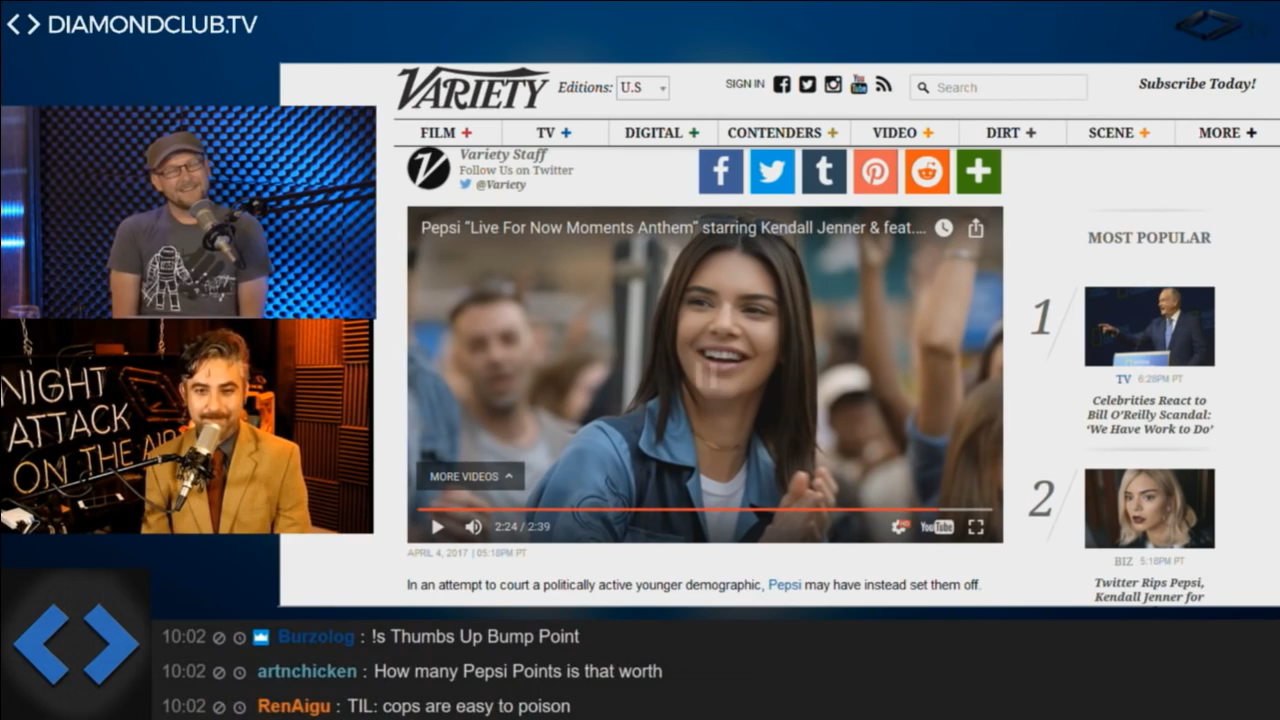 DIAMONDCLUB.TV
VARIETY
Editions: U.S
SIGN IN
Search
Subscribe Today!
FILM + TV + DIGITAL + CONTENDERS + VIDEO + DIRT + SCENE + MORE +
Variety Staff
Follow Us on Twitter
@Variety
Pepsi “Live For Now Moments Anthem” starring Kendall Jenner & feat....
MORE VIDEOS
2:24 / 2:39
HD
YouTube
APRIL 4, 2017 | 05:18PM PT
In an attempt to court a politically active younger demographic, Pepsi may have instead set them off.
MOST POPULAR
1
TV 6:28PM PT
Celebrities React to
Bill O’Reilly Scandal:
‘We Have Work to Do’
2
BIZ 5:18PM PT
Twitter Rips Pepsi,
Kendall Jenner for
NIGHT
ATTACK
ON THE AIR
10:02 Burzolog : !s Thumbs Up Bump Point
10:02 artnchicken : How many Pepsi Points is that worth
10:02 RenAigu : TIL: cops are easy to poison